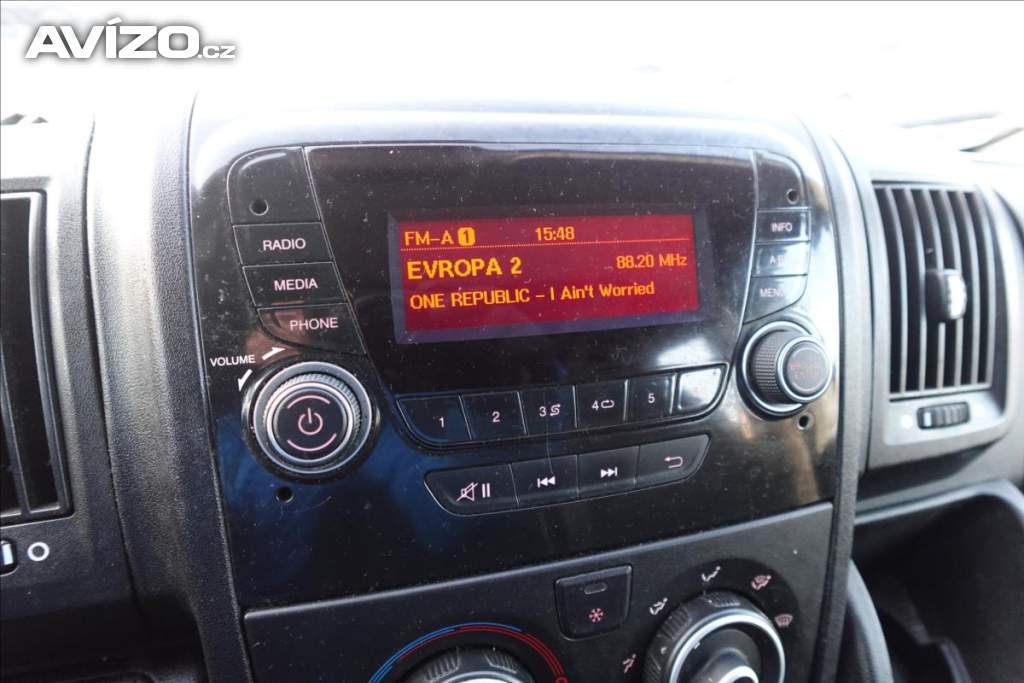 AVÍZO.cz
FM-A 1 15:48
EVROPA 2 88.20 MHz
ONE REPUBLIC - I Ain't Worried
RADIO
MEDIA
PHONE
VOLUME
INFO
MENU
1 2 3 4 5